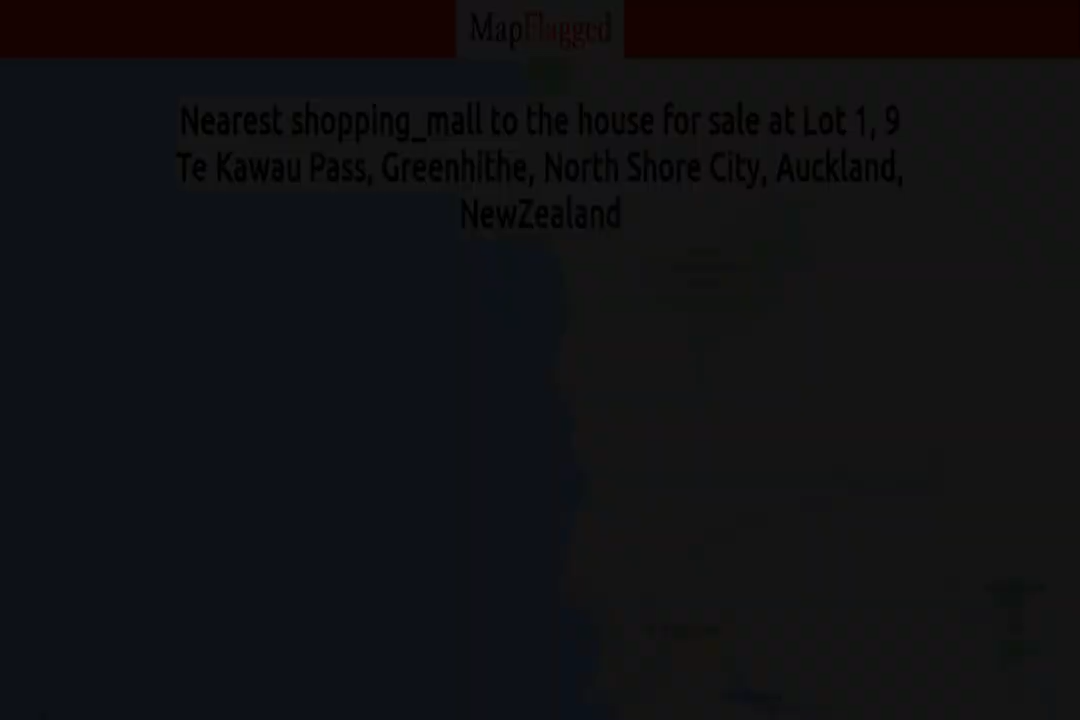 MapFlagged
Nearest shopping_mall to the house for sale at Lot 1, 9
Te Kawau Pass, Greenhithe, North Shore City, Auckland,
NewZealand